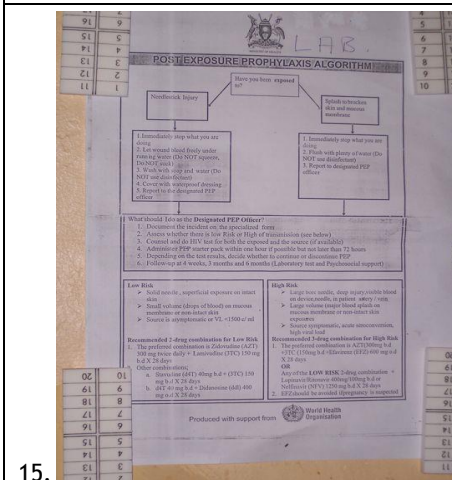 LAB.
POST EXPOSURE PROPHYLAXIS ALGORITHM
Have you been exposed
to?
Needlestick Injury
Splash to broken
skin and mucous
membrane
1. Immediately stop what you are
doing
2. Let wound bleed freely under
running water (Do NOT squeeze,
Do NOT suck)
3. Wash with soap and water (Do
NOT use disinfectant)
4. Cover with waterproof dressing
5. Report to the designated PEP
officer
1. Immediately stop what you are
doing
2. Flush with plenty of water (Do
NOT use disinfectant)
3. Report to designated PEP
officer
What should I do as the Designated PEP Officer?
1. Document the incident on the specialised form
2. Assess whether there is low Risk or High of transmission (see below)
3. Counsel and do HIV test for both the exposed and the source (if available)
4. Administer PEP starter pack within one hour if possible but not later than 72 hours
5. Depending on the test results, decide whether to continue or discontinue PEP
6. Follow-up at 6 weeks, 3 months and 6 months (Laboratory test and Psychosocial support)
Low Risk
Solid needle, superficial exposure on intact
skin
Small volume (drops of blood) on mucous
membrane or non-intact skin
Source is asymptomatic or VL <1500 c/ml
Recommended 2-drug combination for Low Risk
1. The preferred combination is Zidovudine (AZT)
300 mg twice daily + Lamivudine (3TC) 150 mg
b.d X 28 days
2. Other combinations;
a. Stavudine (d4T) 40mg b.d + (3TC) 150
mg b.d X 28 days
b. d4T 40 mg b.d + Didanosine (ddI) 400
mg o.d X 28 days
High Risk
Large bore needle, deep injury, visible blood
on device, needle in patient artery / vein
Large volume (major blood splash on
mucous membrane or non-intact skin
exposure
Source symptomatic, acute seroconversion,
high viral load
Recommended 3-drug combination for High Risk
1. The preferred combination is AZT 300mg b.d
+3TC (150mg b.d +Efavirenz (EFZ) 600 mg o.d
X 28 days
OR
Any of the LOW RISK 2-drug combination +
Lopinavir/Ritonavir 400mg/100mg b.d or
Nelfinavir (NFV) 1250 mg b.d X 28 days
2. EFZ should be avoided if pregnancy is suspected
Produced with support from
World Health
Organisation
15.